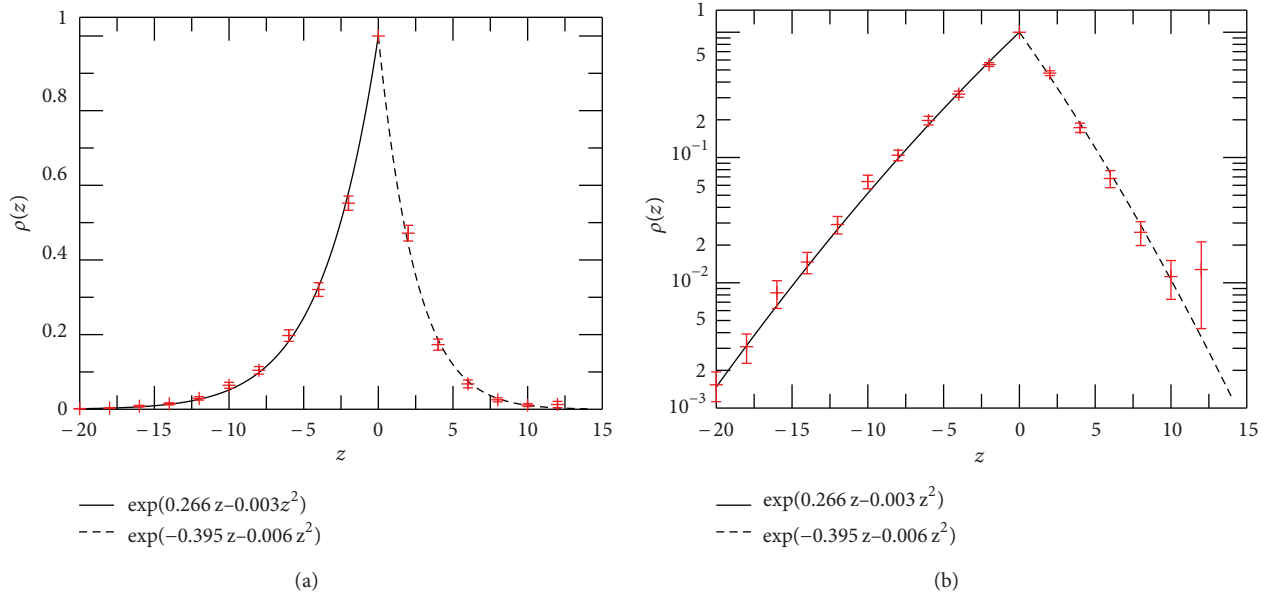 1
0.8
0.6
0.4
0.2
0
ρ(z)
−20 −15 −10 −5 0 5 10 15
z
exp(0.266 z–0.003z²)
exp(−0.395 z–0.006 z²)
(a)
1
2
10⁻¹
5
2
10⁻²
5
2
10⁻³
ρ(z)
−20 −15 −10 −5 0 5 10 15
z
exp(0.266 z–0.003 z²)
exp(−0.395 z–0.006 z²)
(b)